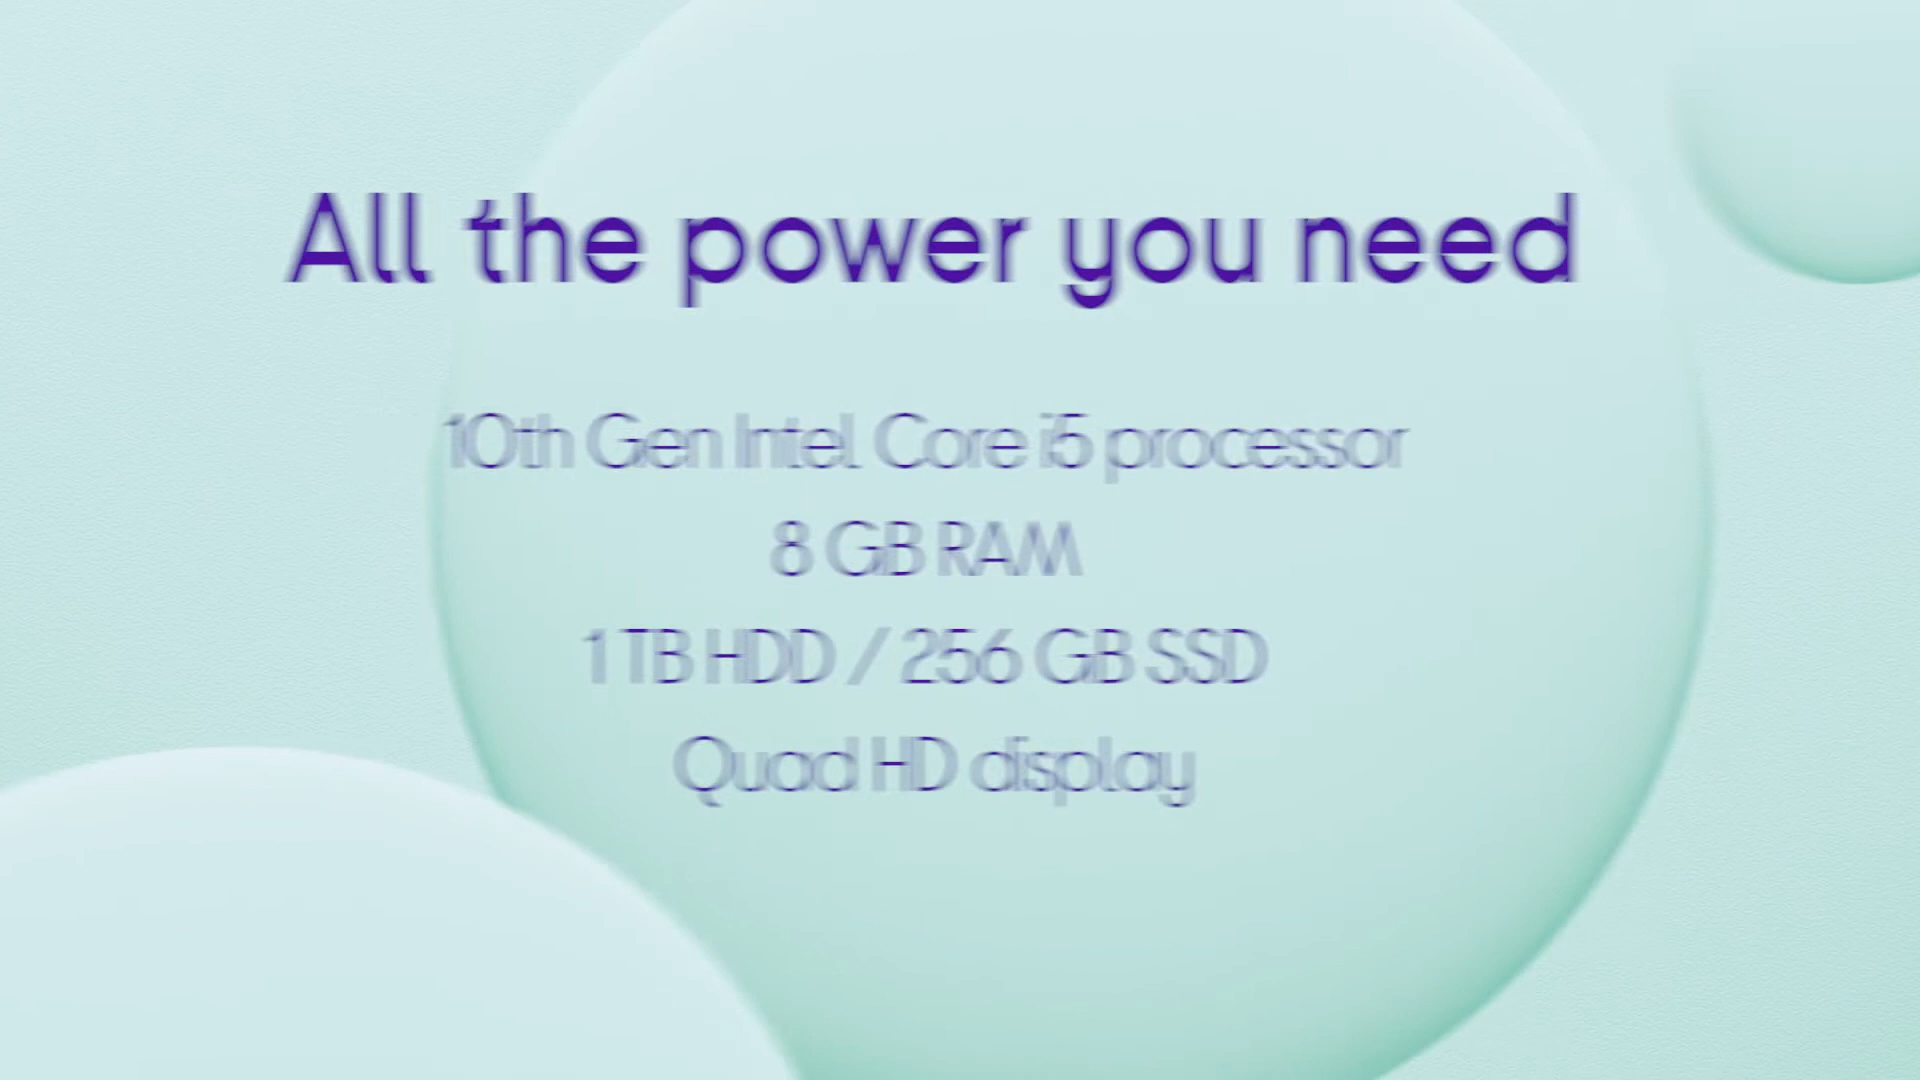 All the power you need
10th Gen Intel Core i5 processor
8 GB RAM
1 TB HDD / 256 GB SSD
Quad HD display